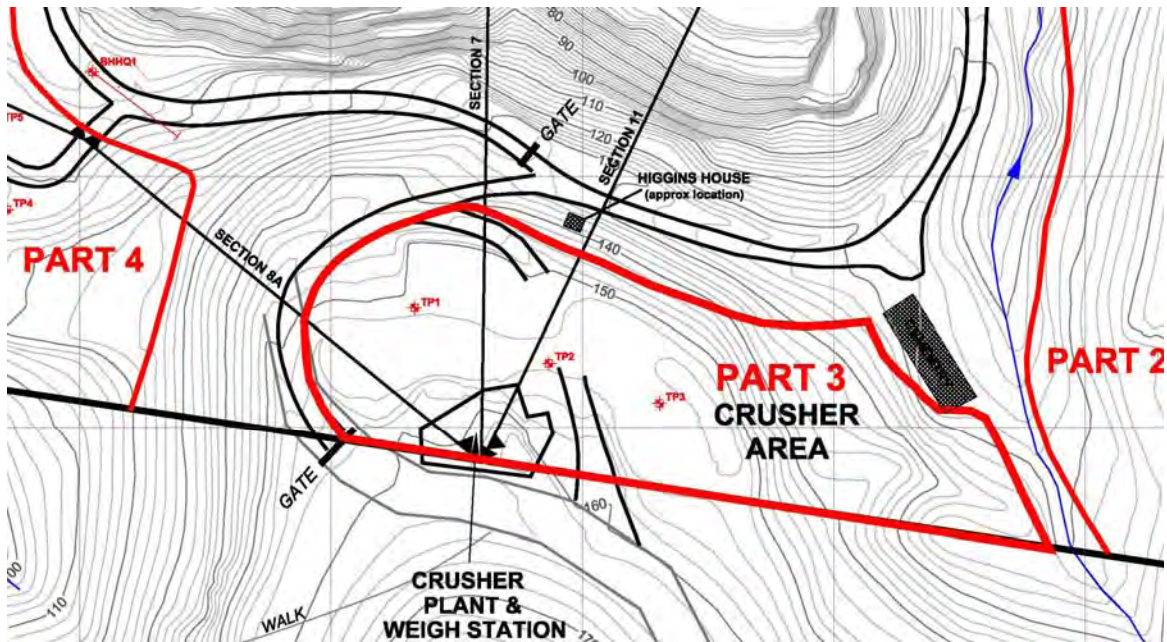 80
80
90
100
110
120
BHHQ1
SECTION 7
GATE
SECTION 11
TP5
HIGGINS HOUSE
(approx location)
TP4
PART 4
SECTION 8A
140
150
TP1
TP2
TP3
PART 3
CRUSHER
AREA
PART 2
GATE
160
CRUSHER
PLANT &
WEIGH STATION
WALK
110